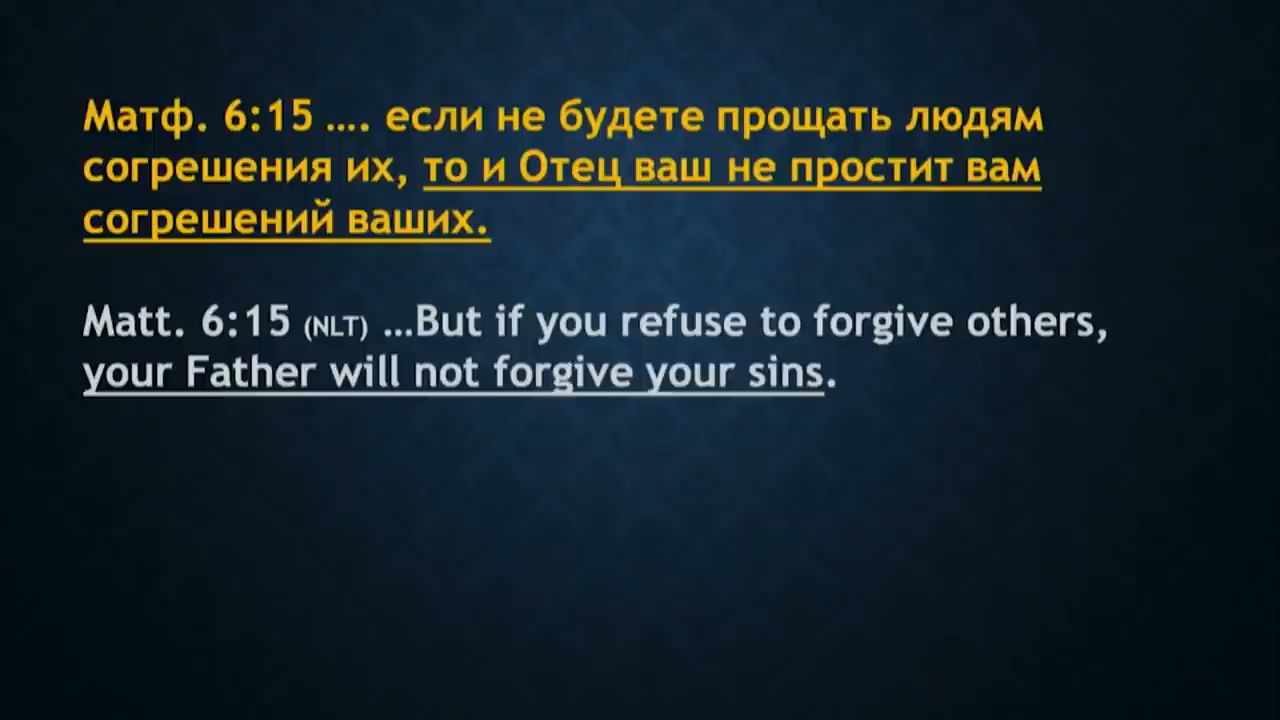 Матф. 6:15 …. если не будете прощать людям
согрешения их, то и Отец ваш не простит вам
согрешений ваших.
Matt. 6:15 (NLT) …But if you refuse to forgive others,
your Father will not forgive your sins.